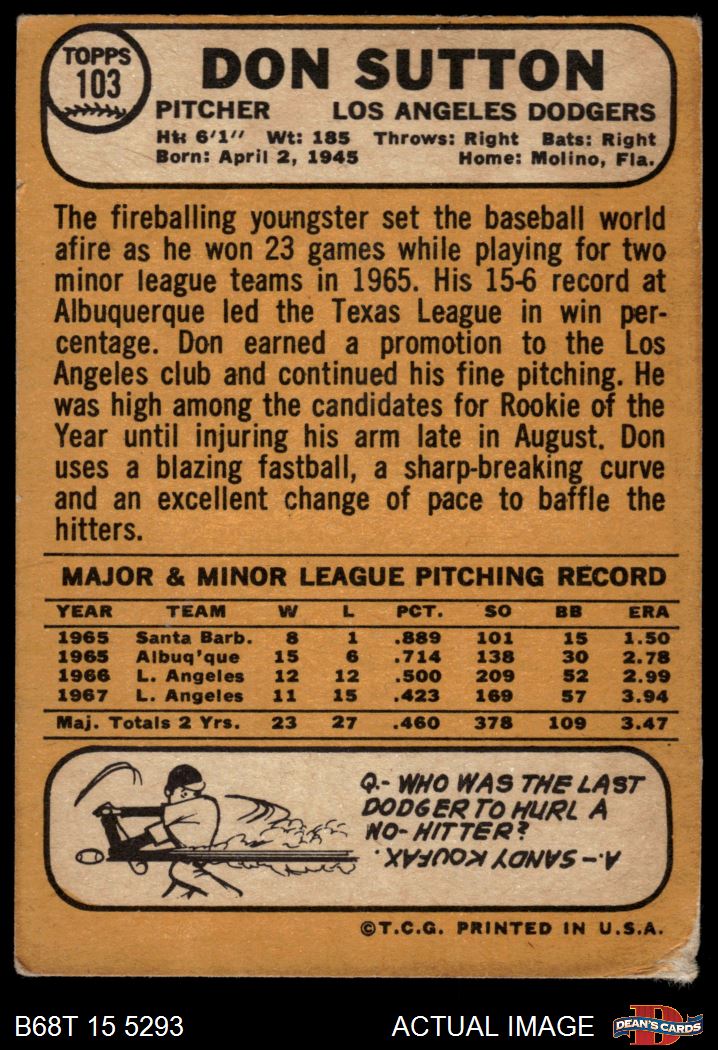 TOPPS
103
DON SUTTON
PITCHER LOS ANGELES DODGERS
Ht: 6'1" Wt: 185 Throws: Right Bats: Right
Born: April 2, 1945 Home: Molino, Fla.
The fireballing youngster set the baseball world
afire as he won 23 games while playing for two
minor league teams in 1965. His 15-6 record at
Albuquerque led the Texas League in win per-
centage. Don earned a promotion to the Los
Angeles club and continued his fine pitching. He
was high among the candidates for Rookie of the
Year until injuring his arm late in August. Don
uses a blazing fastball, a sharp-breaking curve
and an excellent change of pace to baffle the
hitters.
MAJOR & MINOR LEAGUE PITCHING RECORD
YEAR TEAM W L PCT. SO BB ERA
1965 Santa Barb. 8 1 .889 101 15 1.50
1965 Albuq'que 15 6 .714 138 30 2.78
1966 L. Angeles 12 12 .500 209 52 2.99
1967 L. Angeles 11 15 .423 169 57 3.94
Maj. Totals 2 Yrs. 23 27 .460 378 109 3.47
Q.- WHO WAS THE LAST
DODGER TO HURL A
NO-HITTER?
A.- SANDY KOUFAX.
©T.C.G. PRINTED IN U.S.A.
B68T 15 5293 ACTUAL IMAGE D DEAN'S CARDS